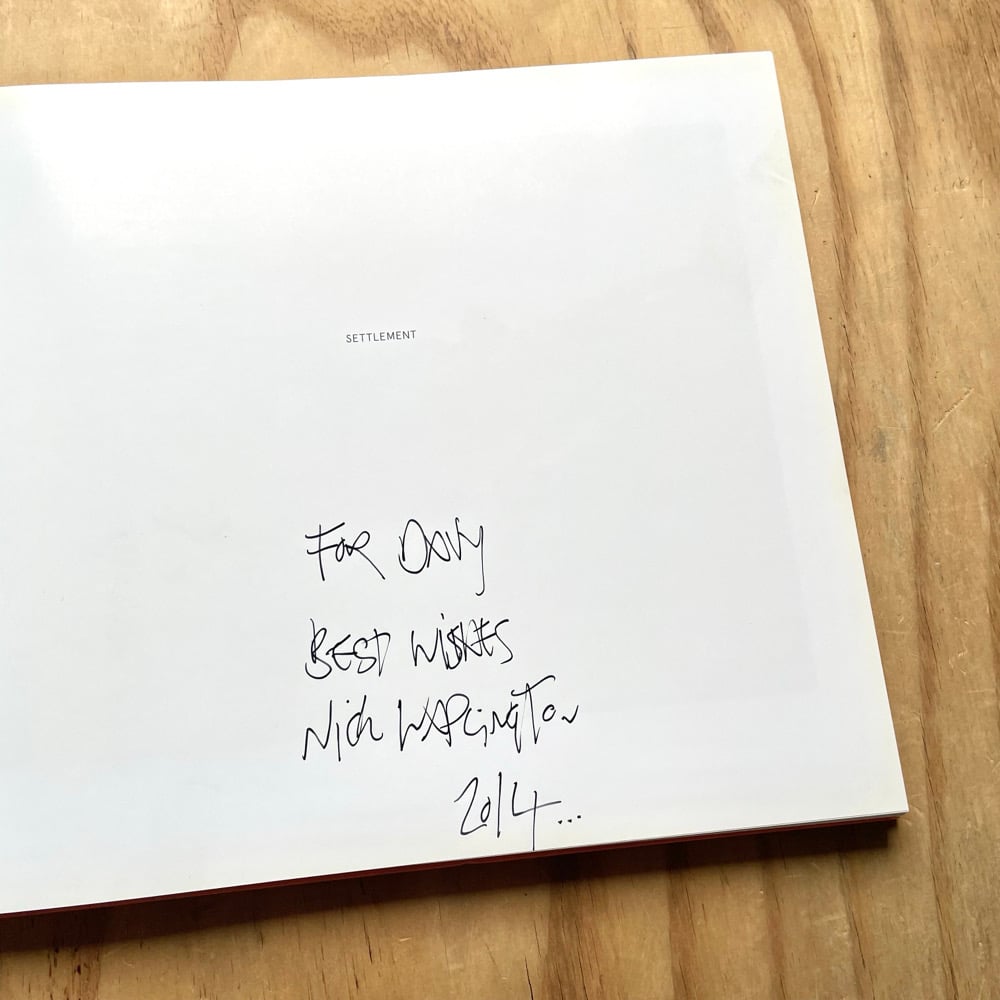 SETTLEMENT
FOR DAVY
BEST WISHES
Nick WAPLington
2014...